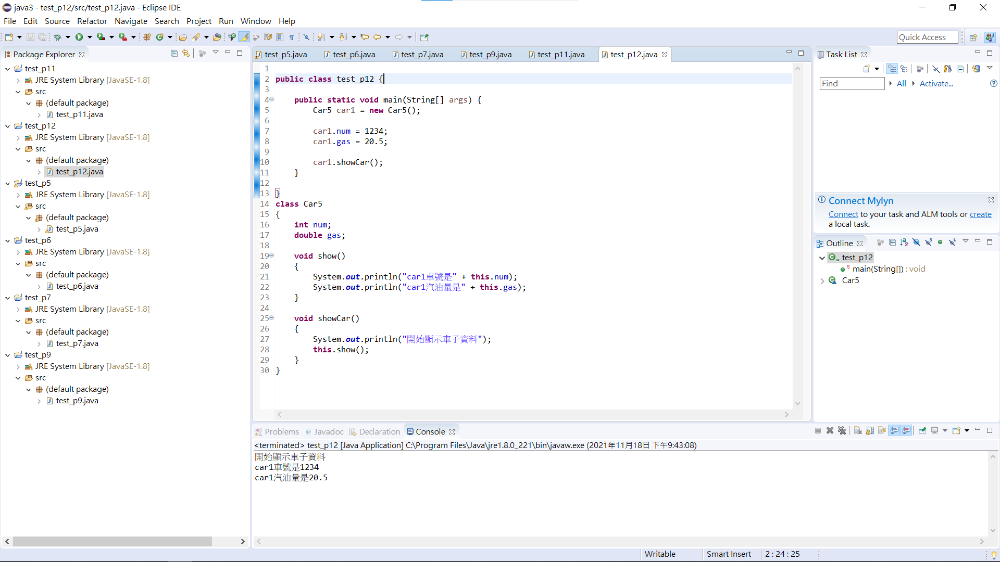 java3 - test_p12/src/test_p12.java - Eclipse IDE
File Edit Source Refactor Navigate Search Project Run Window Help
Quick Access
Package Explorer
test_p11
JRE System Library [JavaSE-1.8]
src
(default package)
test_p11.java
test_p12
JRE System Library [JavaSE-1.8]
src
(default package)
test_p12.java
test_p5
JRE System Library [JavaSE-1.8]
src
(default package)
test_p5.java
test_p6
JRE System Library [JavaSE-1.8]
src
(default package)
test_p6.java
test_p7
JRE System Library [JavaSE-1.8]
src
(default package)
test_p7.java
test_p9
JRE System Library [JavaSE-1.8]
src
(default package)
test_p9.java
test_p5.java test_p6.java test_p7.java test_p9.java test_p11.java test_p12.java
1
2 public class test_p12 {
3
4 public static void main(String[] args) {
5 Car5 car1 = new Car5();
6
7 car1.num = 1234;
8 car1.gas = 20.5;
9
10 car1.showCar();
11 }
12
13 }
14 class Car5
15 {
16 int num;
17 double gas;
18
19 void show()
20 {
21 System.out.println("car1車號是" + this.num);
22 System.out.println("car1汽油量是" + this.gas);
23 }
24
25 void showCar()
26 {
27 System.out.println("開始顯示車子資料");
28 this.show();
29 }
30 }
Task List
Find All Activate...
Connect Mylyn
Connect to your task and ALM tools or create
a local task.
Outline
test_p12
main(String[]) : void
Car5
Problems @ Javadoc Declaration Console
<terminated> test_p12 [Java Application] C:\Program Files\Java\jre1.8.0_221\bin\javaw.exe (2021年11月18日 下午9:43:08)
開始顯示車子資料
car1車號是1234
car1汽油量是20.5
Writable Smart Insert 2 : 24 : 25